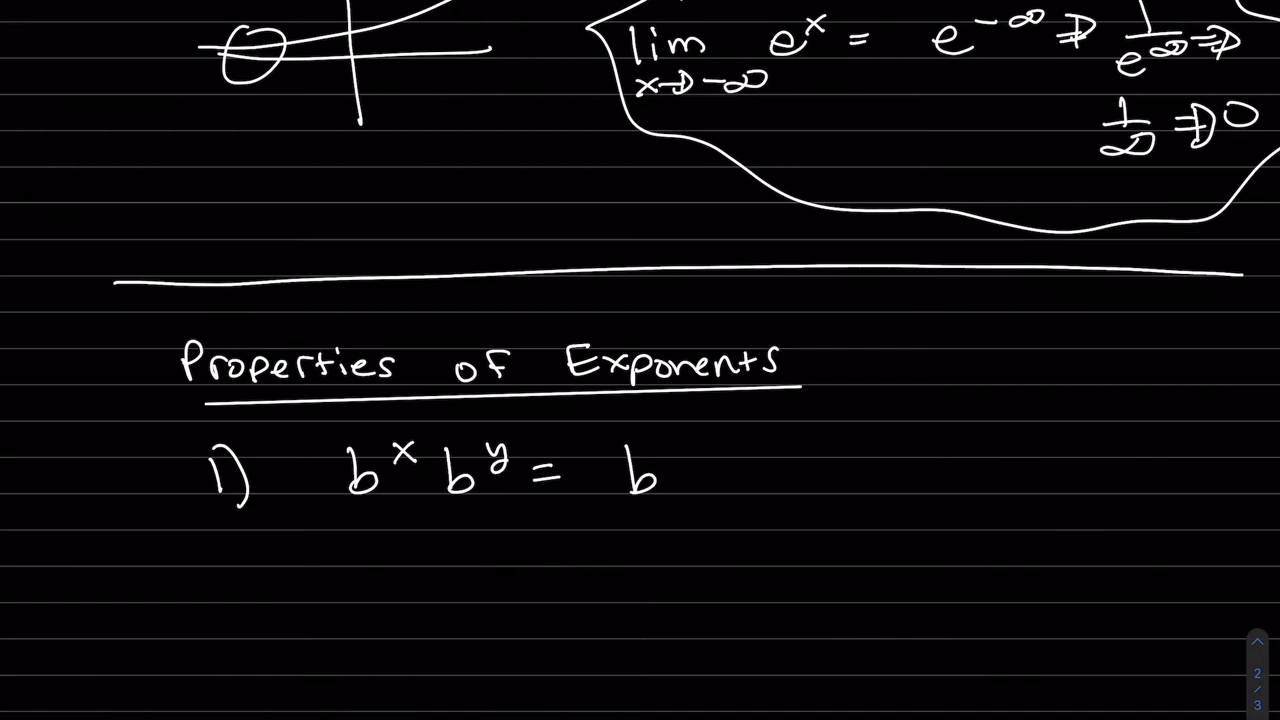 lim e^x = e^-∞ ⇒ 1/e^∞ ⇒
x→-∞
1/∞ ⇒ 0
Properties of Exponents
1) b^x b^y = b
2/3